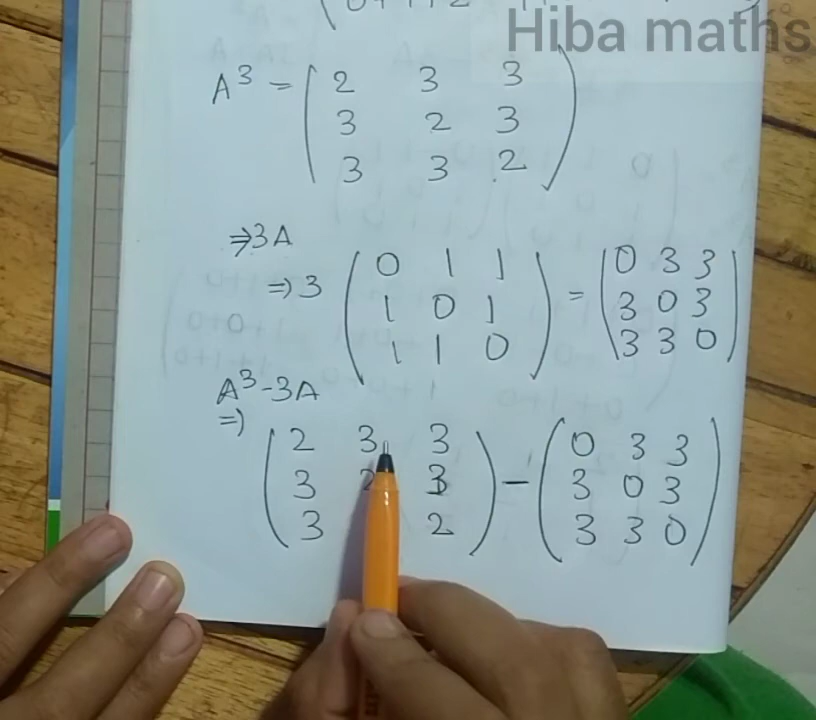 Hiba maths
A³ = ( 2 3 3
3 2 3
3 3 2 )
⇒3A
⇒ 3 ( 0 1 1
1 0 1
1 1 0 ) = ( 0 3 3
3 0 3
3 3 0 )
A³-3A
⇒ ( 2 3 3
3 2 3
3 2 ) - ( 0 3 3
3 0 3
3 3 0 )